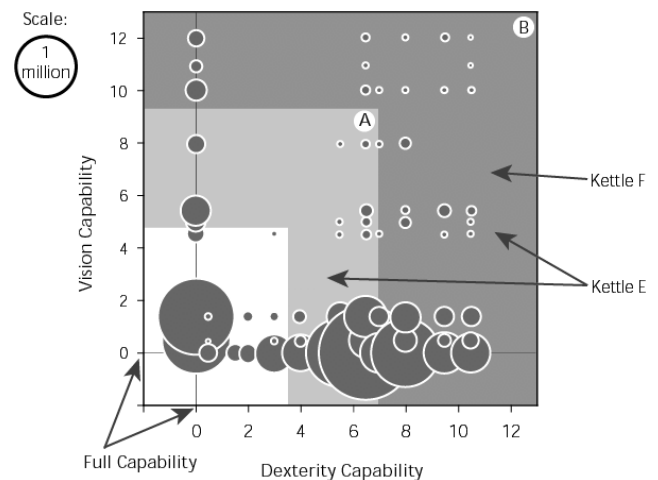 Scale:
1
million
B
A
12
10
8
6
4
2
0
Vision Capability
Kettle F
Kettle E
0 2 4 6 8 10 12
Full Capability
Dexterity Capability